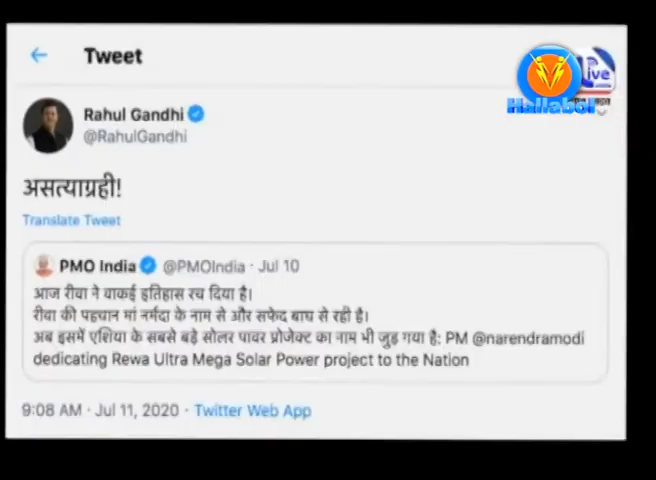 Tweet
Live
Hallabol
Rahul Gandhi
@RahulGandhi
असत्याग्रही!
Translate Tweet
PMO India @PMOIndia · Jul 10
आज रीवा ने वाकई इतिहास रच दिया है।
रीवा की पहचान मां नर्मदा के नाम से और सफेद बाघ से रही है।
अब इसमें एशिया के सबसे बड़े सोलर पावर प्रोजेक्ट का नाम भी जुड़ गया है: PM @narendramodi
dedicating Rewa Ultra Mega Solar Power project to the Nation
9:08 AM · Jul 11, 2020 · Twitter Web App